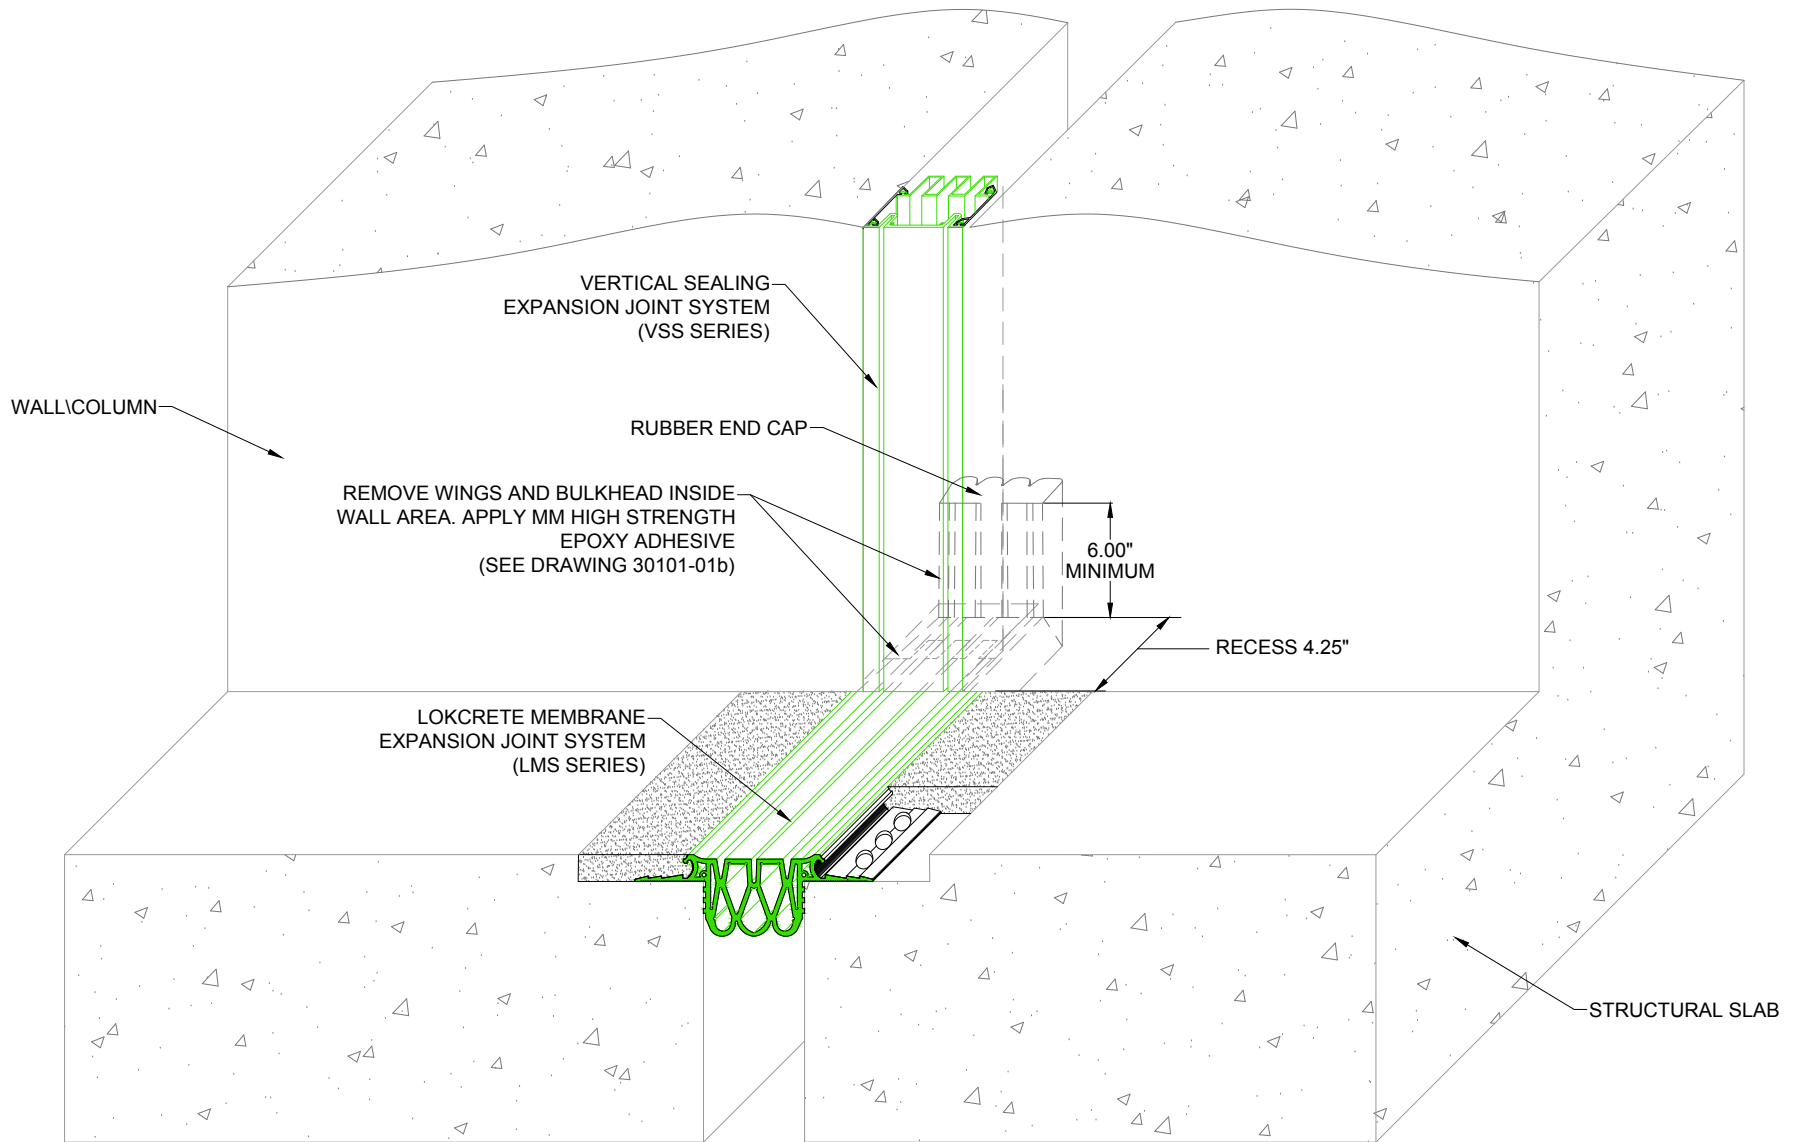 VERTICAL SEALING
EXPANSION JOINT SYSTEM
(VSS SERIES)
WALL\COLUMN
RUBBER END CAP
REMOVE WINGS AND BULKHEAD INSIDE
WALL AREA. APPLY MM HIGH STRENGTH
EPOXY ADHESIVE
(SEE DRAWING 30101-01b)
6.00"
MINIMUM
RECESS 4.25"
LOKCRETE MEMBRANE
EXPANSION JOINT SYSTEM
(LMS SERIES)
STRUCTURAL SLAB